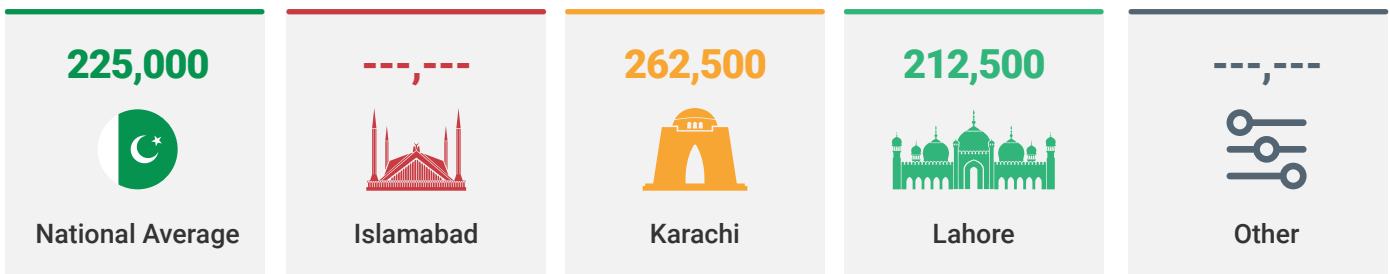 225,000
National Average
---,---
Islamabad
262,500
Karachi
212,500
Lahore
---,---
Other